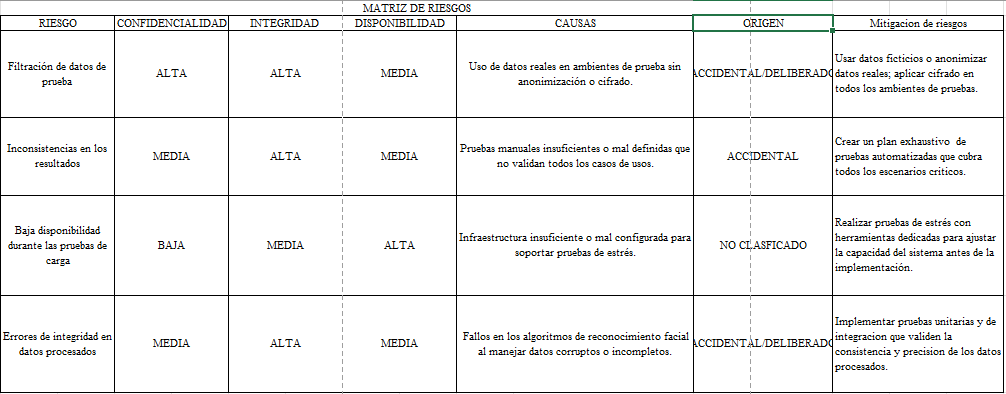 MATRIZ DE RIESGOS
RIESGO CONFIDENCIALIDAD INTEGRIDAD DISPONIBILIDAD CAUSAS ORIGEN Mitigacion de riesgos
Filtración de datos de
prueba
ALTA
ALTA
MEDIA
Uso de datos reales en ambientes de prueba sin
anonimización o cifrado.
ACCIDENTAL/DELIBERADO
Usar datos ficticios o anonimizar
datos reales; aplicar cifrado en
todos los ambientes de pruebas.
Inconsistencias en los
resultados
MEDIA
ALTA
MEDIA
Pruebas manuales insuficientes o mal definidas que
no validan todos los casos de usos.
ACCIDENTAL
Crear un plan exhaustivo de
pruebas automatizadas que cubra
todos los escenarios criticos.
Baja disponibilidad
durante las pruebas de
carga
BAJA
MEDIA
ALTA
Infraestructura insuficiente o mal configurada para
soportar pruebas de estrés.
NO CLASFICADO
Realizar pruebas de estrés con
herramientas dedicadas para ajustar
la capacidad del sistema antes de la
implementación.
Errores de integridad en
datos procesados
MEDIA
ALTA
MEDIA
Fallos en los algoritmos de reconocimiento facial
al manejar datos corruptos o incompletos.
ACCIDENTAL/DELIBERADO
Implementar pruebas unitarias y de
integracion que validen la
consistencia y precision de los datos
procesados.